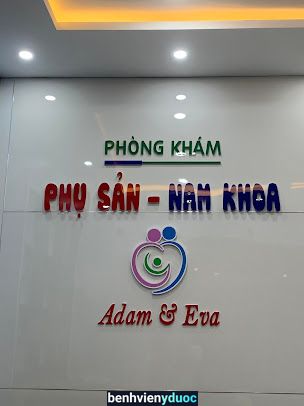 PHÒNG KHÁM
PHỤ SẢN - NAM KHOA
Adam & Eva
benhvienyduoc